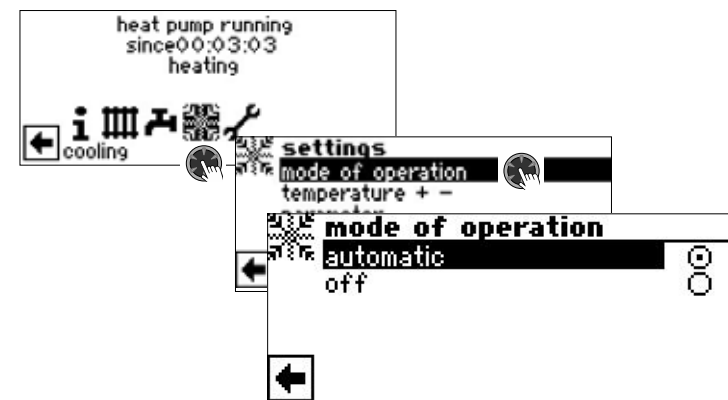 heat pump running
since00:03:03
heating
cooling
settings
mode of operation
temperature + -
mode of operation
automatic
off